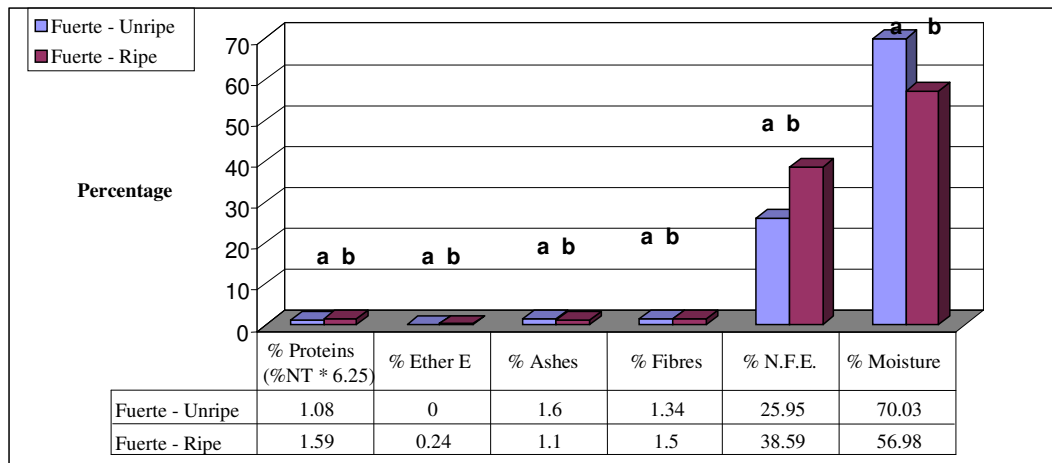 Fuerte - Unripe
Fuerte - Ripe
Percentage
70
60
50
40
30
20
10
0
a b
a b
a b
a b
a b
a b
% Proteins (%NT * 6.25) % Ether E % Ashes % Fibres % N.F.E. % Moisture
Fuerte - Unripe 1.08 0 1.6 1.34 25.95 70.03
Fuerte - Ripe 1.59 0.24 1.1 1.5 38.59 56.98